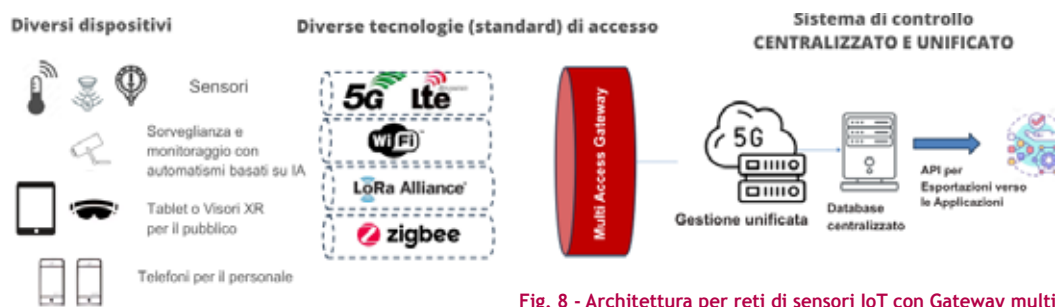 Diversi dispositivi
Sensori
Sorveglianza e
monitoraggio con
automatismi basati su IA
Tablet o Visori XR
per il pubblico
Telefoni per il personale
Diverse tecnologie (standard) di accesso
5G lte
WiFi
LoRa Alliance
zigbee
Multi Access Gateway
Sistema di controllo
CENTRALIZZATO E UNIFICATO
5G
Gestione unificata
Database
centralizzato
API per
Esportazioni verso
le Applicazioni
Fig. 8 - Architettura per reti di sensori IoT con Gateway multi